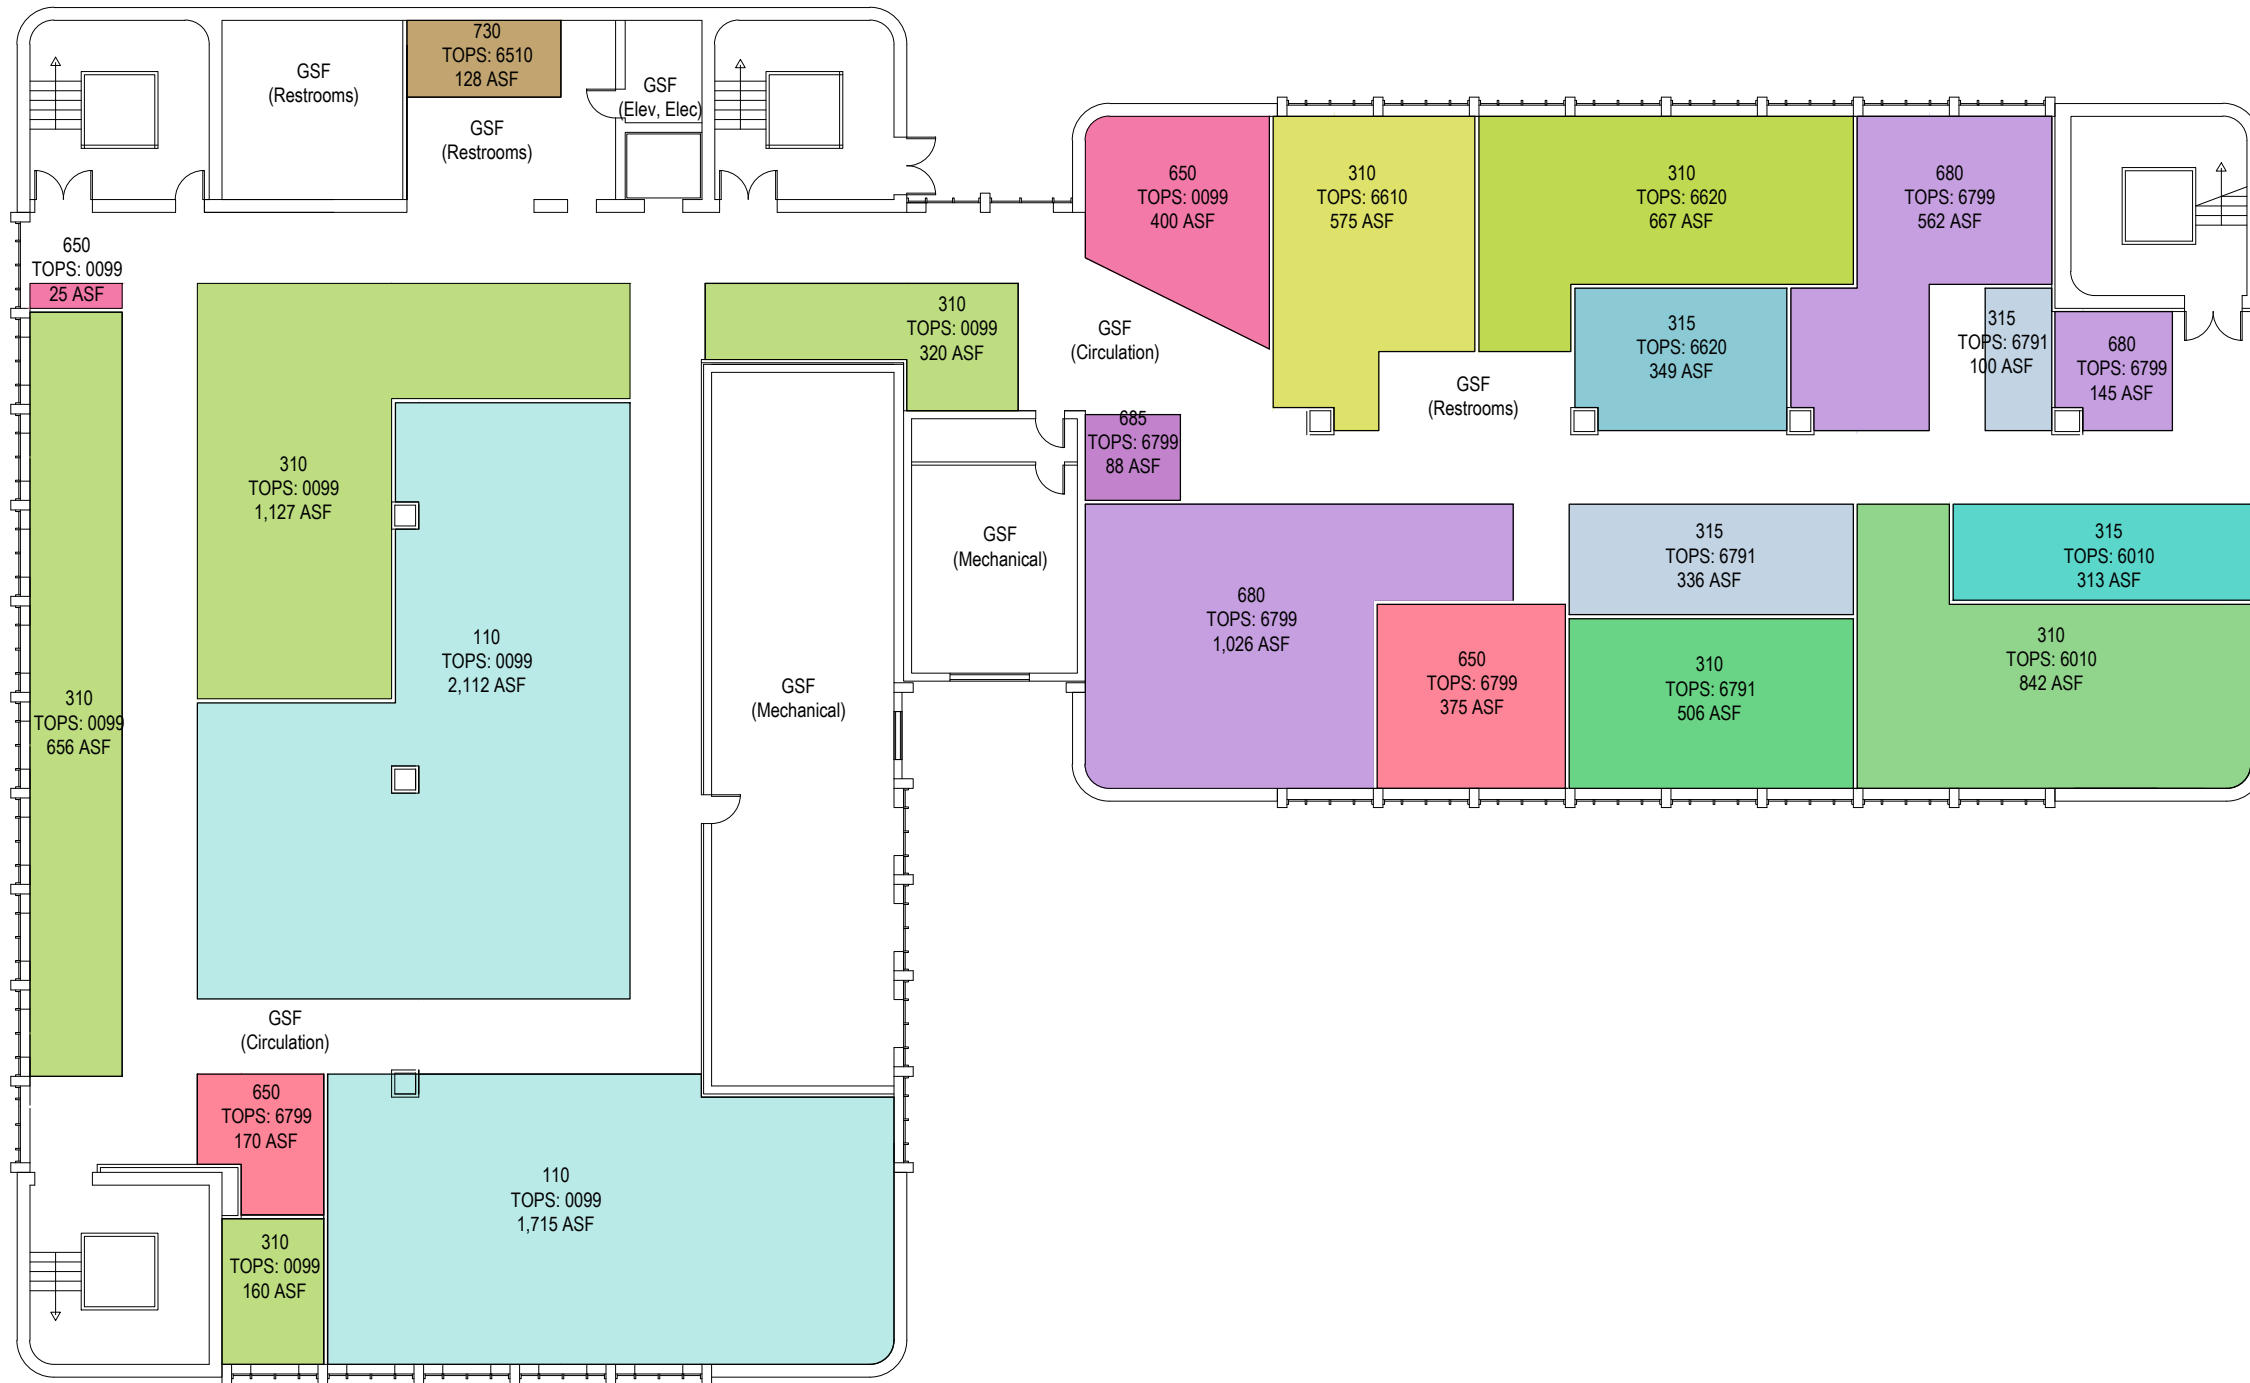 730
TOPS: 6510
128 ASF
GSF
(Restrooms)
GSF
(Elev, Elec)
GSF
(Restrooms)
650
TOPS: 0099
400 ASF
310
TOPS: 6610
575 ASF
310
TOPS: 6620
667 ASF
680
TOPS: 6799
562 ASF
650
TOPS: 0099
25 ASF
310
TOPS: 0099
320 ASF
GSF
(Circulation)
315
TOPS: 6620
349 ASF
315
TOPS: 6791
100 ASF
680
TOPS: 6799
145 ASF
GSF
(Restrooms)
685
TOPS: 6799
88 ASF
310
TOPS: 0099
1,127 ASF
GSF
(Mechanical)
315
TOPS: 6791
336 ASF
315
TOPS: 6010
313 ASF
680
TOPS: 6799
1,026 ASF
110
TOPS: 0099
2,112 ASF
650
TOPS: 6799
375 ASF
310
TOPS: 6791
506 ASF
310
TOPS: 6010
842 ASF
310
TOPS: 0099
656 ASF
GSF
(Mechanical)
GSF
(Circulation)
650
TOPS: 6799
170 ASF
110
TOPS: 0099
1,715 ASF
310
TOPS: 0099
160 ASF